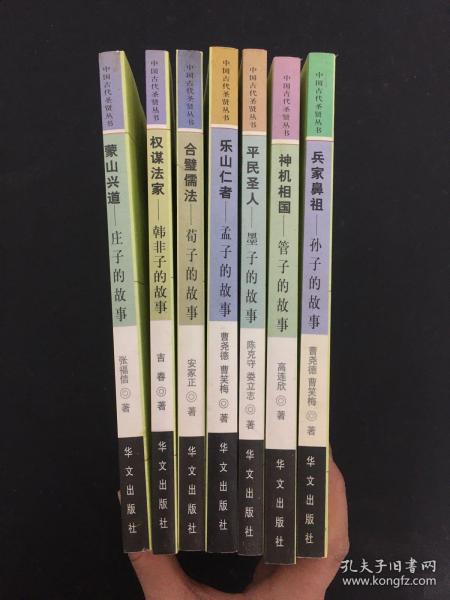 中国古代圣贤丛书
蒙山兴道——庄子的故事
张福信◎著
华文出版社
中国古代圣贤丛书
权谋法家——韩非子的故事
吉春◎著
华文出版社
中国古代圣贤丛书
合璧儒法——荀子的故事
安家正◎著
华文出版社
中国古代圣贤丛书
乐山仁者——孟子的故事
曹尧德 曹笑梅◎著
华文出版社
中国古代圣贤丛书
平民圣人——墨子的故事
陈克守 娄立志◎著
华文出版社
中国古代圣贤丛书
神机相国——管子的故事
高连欣◎著
华文出版社
中国古代圣贤丛书
兵家鼻祖——孙子的故事
曹尧德 曹笑梅◎著
华文出版社
孔夫子旧书网
www.kongfz.com